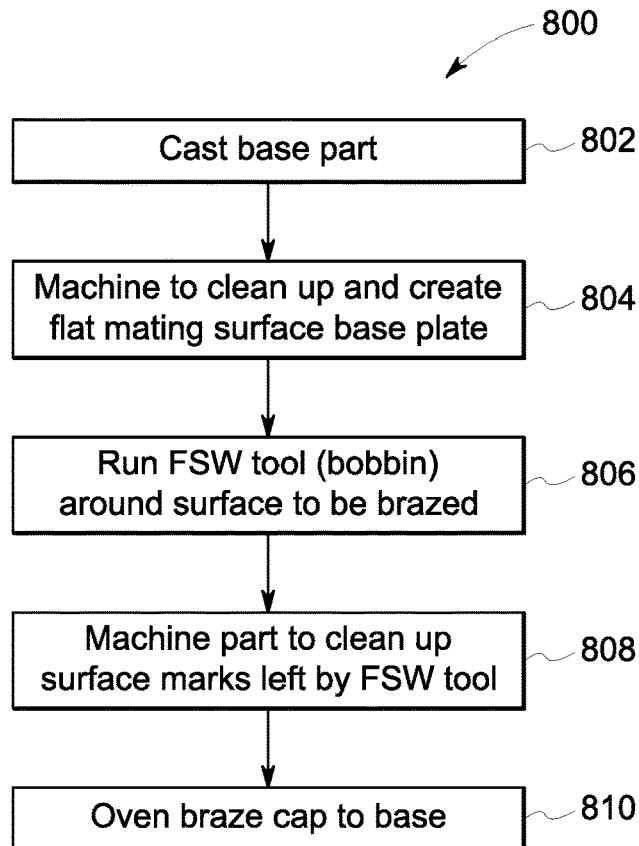 800
Cast base part
802
Machine to clean up and create
flat mating surface base plate
804
Run FSW tool (bobbin)
around surface to be brazed
806
Machine part to clean up
surface marks left by FSW tool
808
Oven braze cap to base
810